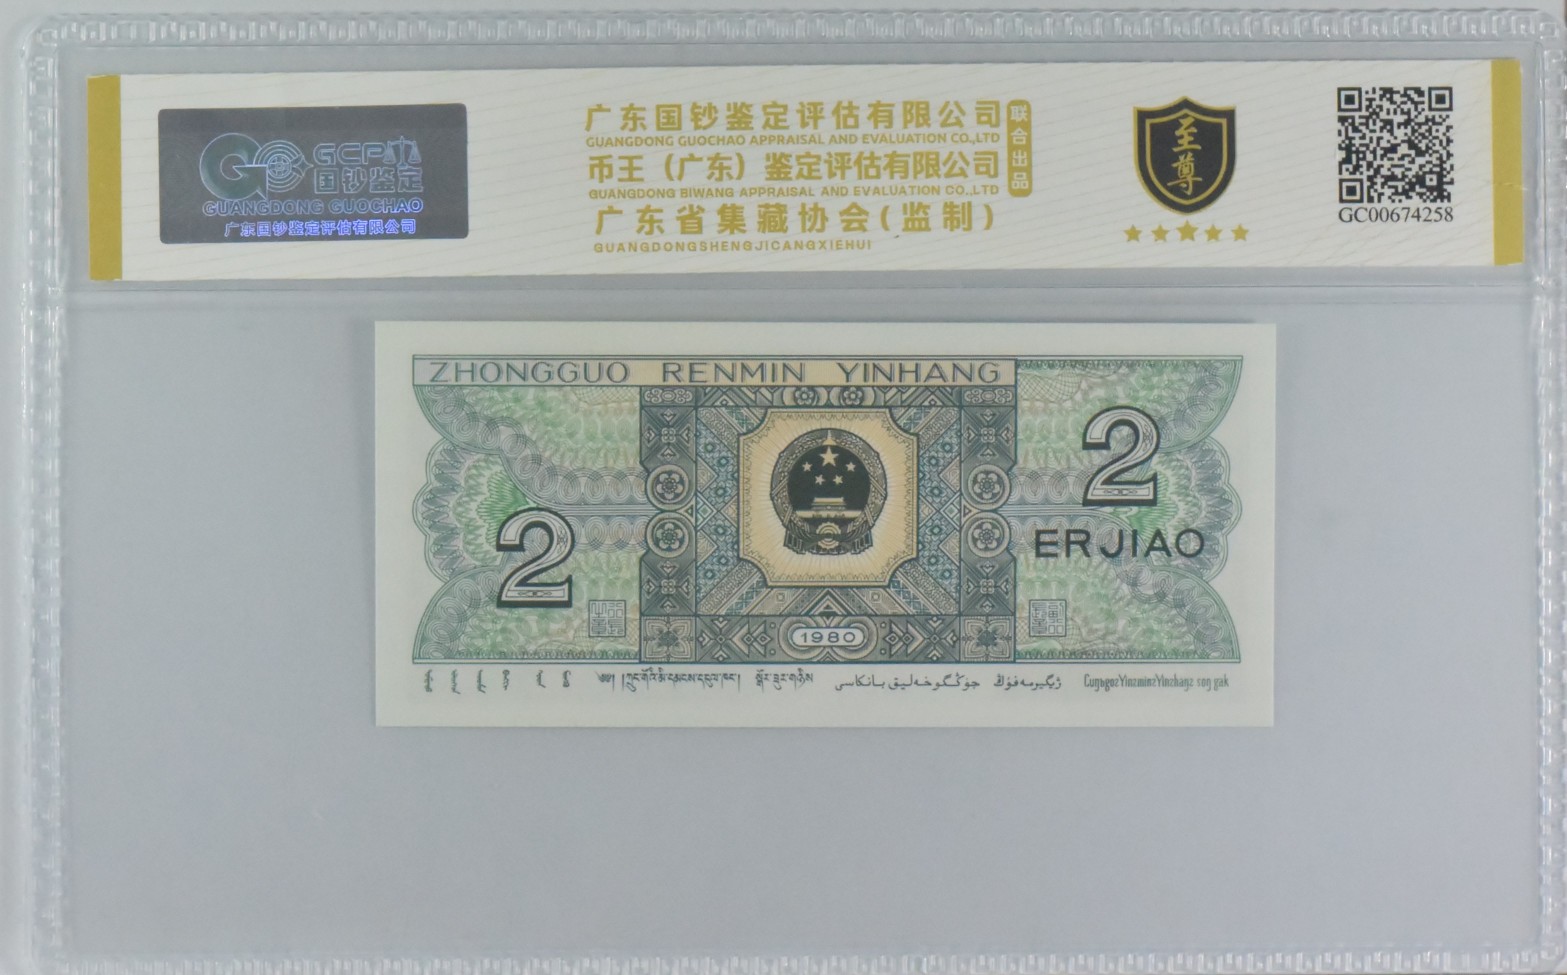 GCP
国钞鉴定
GUANGDONG GUOCHAO
广东国钞鉴定评估有限公司
广东国钞鉴定评估有限公司
GUANGDONG GUOCHAO APPRAISAL AND EVALUATION CO.,LTD
币王（广东）鉴定评估有限公司
GUANGDONG BIWANG APPRAISAL AND EVALUATION CO.,LTD
广东省集藏协会(监制)
GUANGDONGSHENGJICANGXIEHUI
联合出品
至尊
GC00674258
ZHONGGUO RENMIN YINHANG
2
2
ERJIAO
1980
جۇڭگوخەلىق بانكاسى